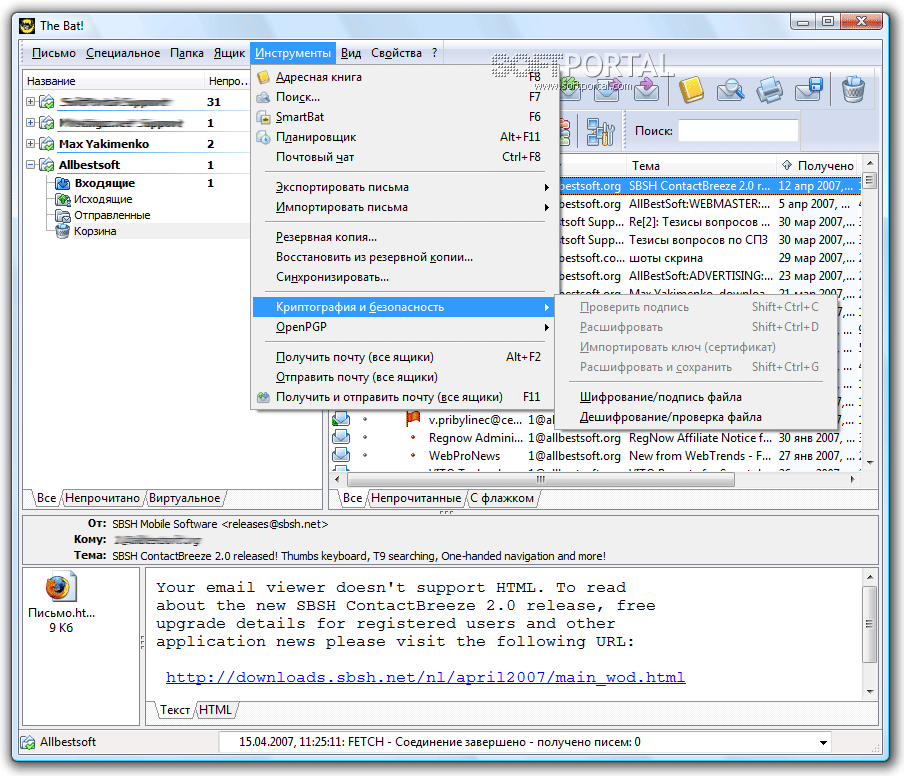 The Bat!
Письмо Специальное Папка Ящик Инструменты Вид Свойства ?
SOFTPORTAL
www.softportal.com
Название Непро...
31
1
Max Yakimenko 2
Allbestsoft
Входящие 1
Исходящие
Отправленные
Корзина
Адресная книга F8
Поиск... F7
SmartBat F6
Планировщик Alt+F11
Почтовый чат Ctrl+F8
Экспортировать письма
Импортировать письма
Резервная копия...
Восстановить из резервной копии...
Синхронизировать...
Криптография и безопасность
OpenPGP
Получить почту (все ящики) Alt+F2
Отправить почту (все ящики)
Получить и отправить почту (все ящики) F11
Проверить подпись Shift+Ctrl+C
Расшифровать Shift+Ctrl+D
Импортировать ключ (сертификат)
Расшифровать и сохранить Shift+Ctrl+G
Шифрование/подпись файла
Дешифрование/проверка файла
Поиск:
Тема Получено
bestsoft.org SBSH ContactBreeze 2.0 r... 12 апр 2007,...
bestsoft.org AllBestSoft:WEBMASTER:... 5 апр 2007, ...
tsoft Supp... Re[2]: Тезисы вопросов ... 30 мар 2007,...
tsoft Supp... Тезисы вопросов по СПЗ 30 мар 2007,...
bestsoft.co... шоты скрина 29 мар 2007,...
bestsoft.org AllBestSoft:ADVERTISING:... 23 мар 2007,...
bestsoft.org Max Yakimenko, downloa... 21 мар 2007,...
v.pribylinec@ce... 1@allbestsoft.org
Regnow Admini... 1@allbestsoft.org RegNow Affiliate Notice f... 30 янв 2007,...
WebProNews 1@allbestsoft.org New from WebTrends - F... 27 янв 2007,...
Все Непрочитано Виртуальное
Все Непрочитанные С флажком
От: SBSH Mobile Software <releases@sbsh.net>
Кому:
Тема: SBSH ContactBreeze 2.0 released! Thumbs keyboard, T9 searching, One-handed navigation and more!
Письмо.ht...
9 Кб
Your email viewer doesn't support HTML. To read
about the new SBSH ContactBreeze 2.0 release, free
upgrade details for registered users and other
application news please visit the following URL:
http://downloads.sbsh.net/nl/april2007/main_wod.html
Текст HTML
Allbestsoft
15.04.2007, 11:25:11: FETCH - Соединение завершено - получено писем: 0